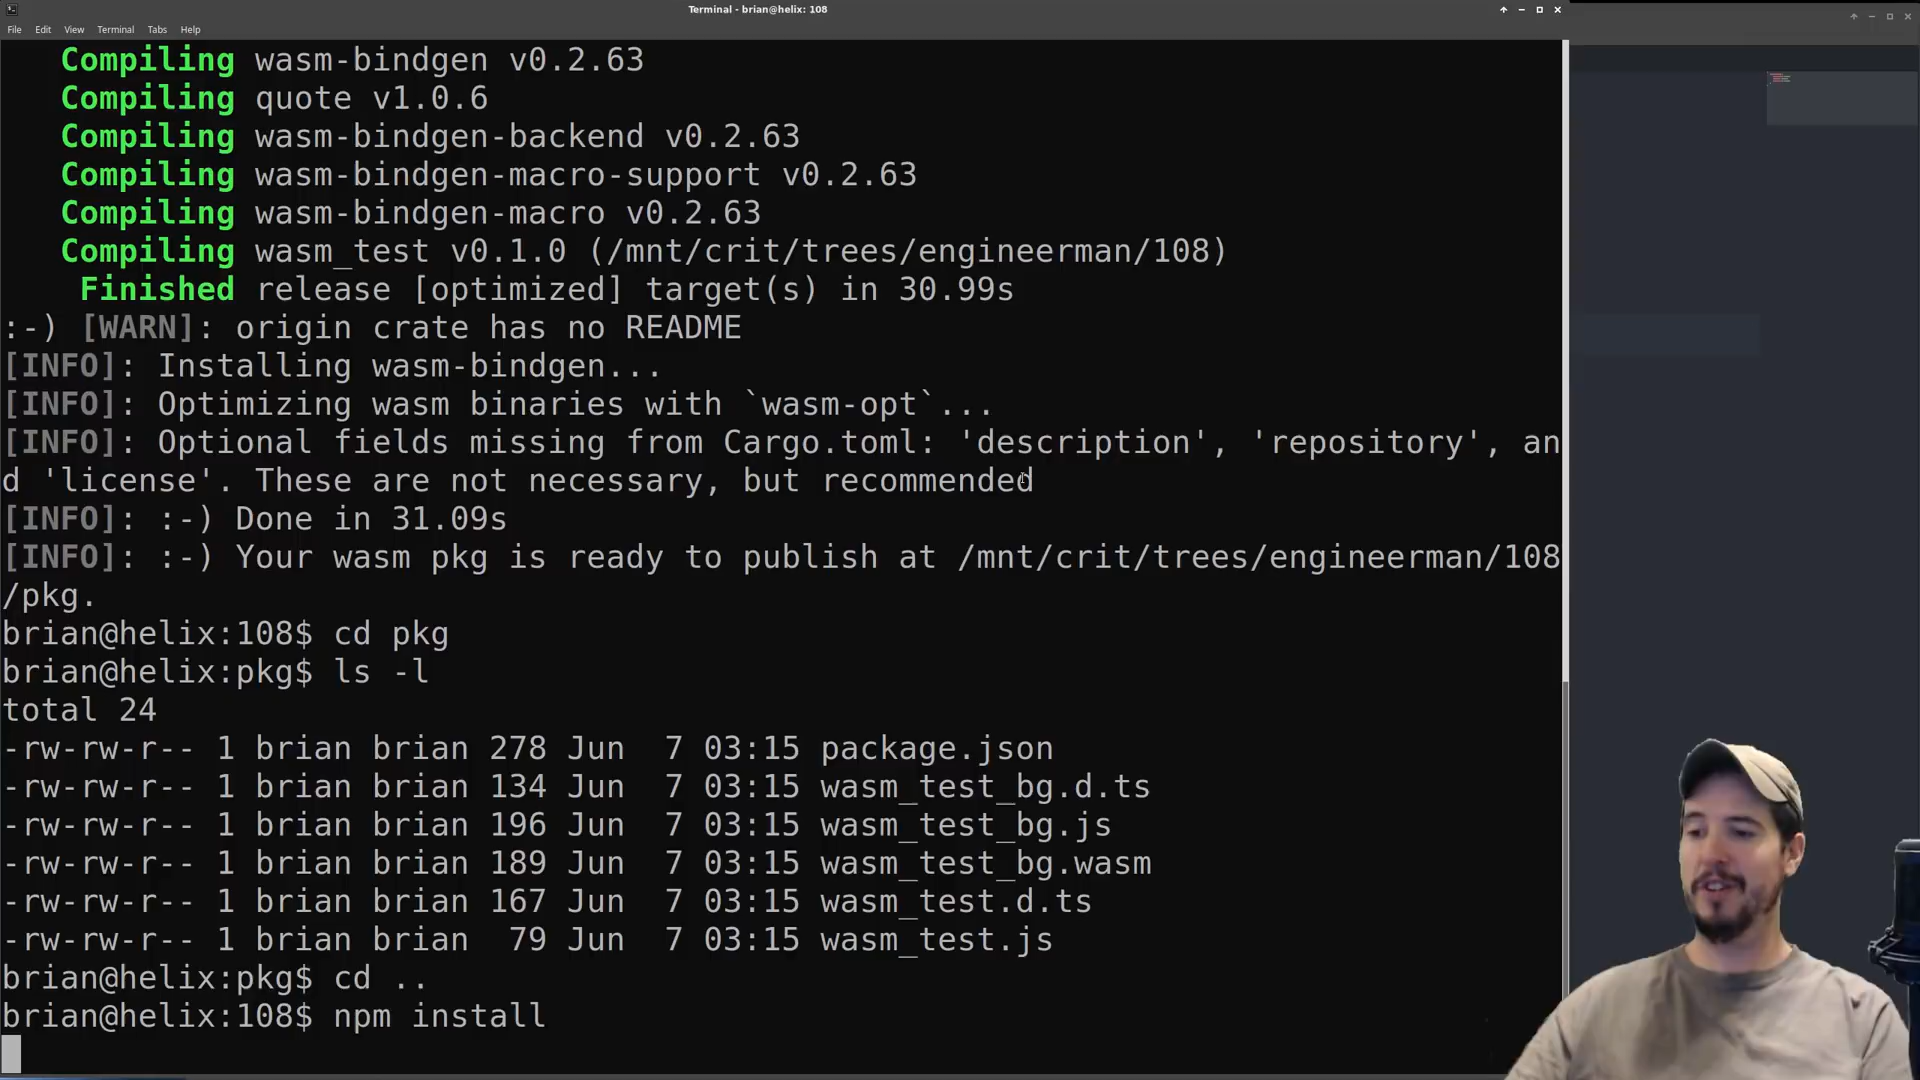 Terminal - brian@helix: 108
File Edit View Terminal Tabs Help
Compiling wasm-bindgen v0.2.63
Compiling quote v1.0.6
Compiling wasm-bindgen-backend v0.2.63
Compiling wasm-bindgen-macro-support v0.2.63
Compiling wasm-bindgen-macro v0.2.63
Compiling wasm_test v0.1.0 (/mnt/crit/trees/engineerman/108)
Finished release [optimized] target(s) in 30.99s
:-) [WARN]: origin crate has no README
[INFO]: Installing wasm-bindgen...
[INFO]: Optimizing wasm binaries with `wasm-opt`...
[INFO]: Optional fields missing from Cargo.toml: 'description', 'repository', an
d 'license'. These are not necessary, but recommended
[INFO]: :-) Done in 31.09s
[INFO]: :-) Your wasm pkg is ready to publish at /mnt/crit/trees/engineerman/108
/pkg.
brian@helix:108$ cd pkg
brian@helix:pkg$ ls -l
total 24
-rw-rw-r-- 1 brian brian 278 Jun  7 03:15 package.json
-rw-rw-r-- 1 brian brian 134 Jun  7 03:15 wasm_test_bg.d.ts
-rw-rw-r-- 1 brian brian 196 Jun  7 03:15 wasm_test_bg.js
-rw-rw-r-- 1 brian brian 189 Jun  7 03:15 wasm_test_bg.wasm
-rw-rw-r-- 1 brian brian 167 Jun  7 03:15 wasm_test.d.ts
-rw-rw-r-- 1 brian brian  79 Jun  7 03:15 wasm_test.js
brian@helix:pkg$ cd ..
brian@helix:108$ npm install